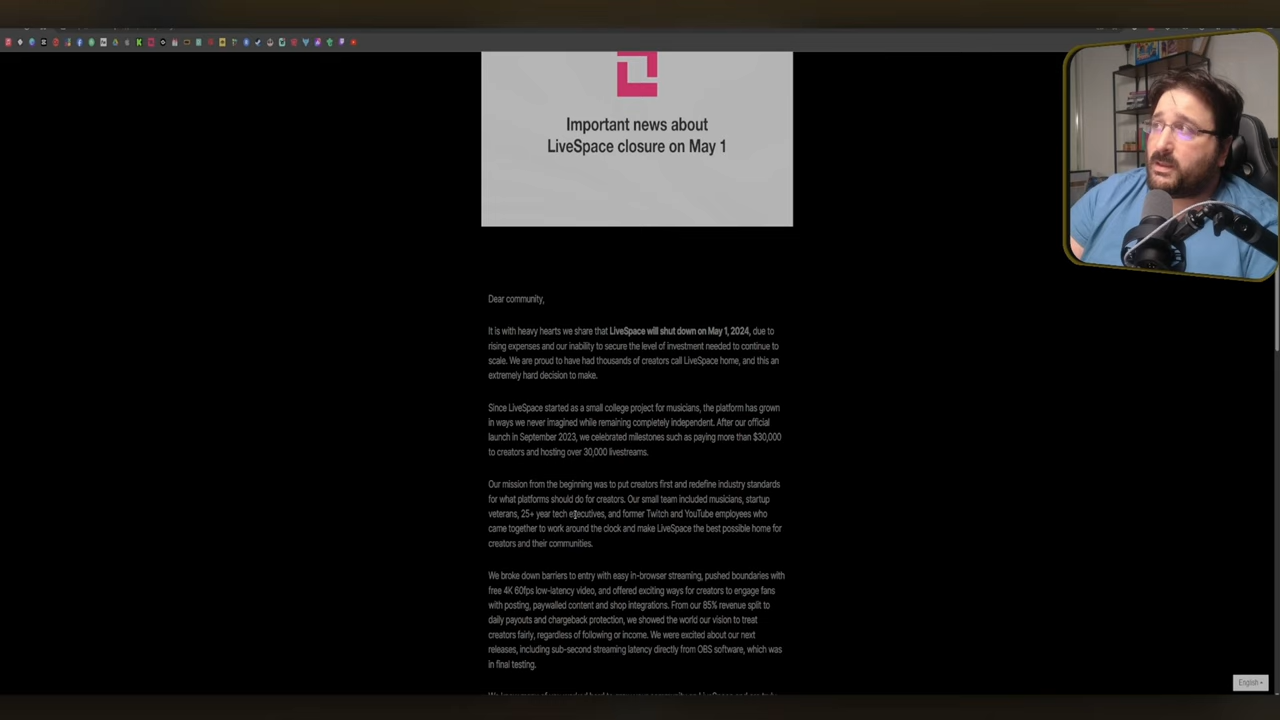 Important news about
LiveSpace closure on May 1
Dear community,
It is with heavy hearts we share that LiveSpace will shut down on May 1, 2024, due to
rising expenses and our inability to secure the level of investment needed to continue to
scale. We are proud to have had thousands of creators call LiveSpace home, and this an
extremely hard decision to make.
Since LiveSpace started as a small college project for musicians, the platform has grown
in ways we never imagined while remaining completely independent. After our official
launch in September 2023, we celebrated milestones such as paying more than $30,000
to creators and hosting over 30,000 livestreams.
Our mission from the beginning was to put creators first and redefine industry standards
for what platforms should do for creators. Our small team included musicians, startup
veterans, 25+ year tech executives, and former Twitch and YouTube employees who
came together to work around the clock and make LiveSpace the best possible home for
creators and their communities.
We broke down barriers to entry with easy in-browser streaming, pushed boundaries with
free 4K 60fps low-latency video, and offered exciting ways for creators to engage fans
with posting, paywalled content and shop integrations. From our 85% revenue split to
daily payouts and chargeback protection, we showed the world our vision to treat
creators fairly, regardless of following or income. We were excited about our next
releases, including sub-second streaming latency directly from OBS software, which was
in final testing.
English